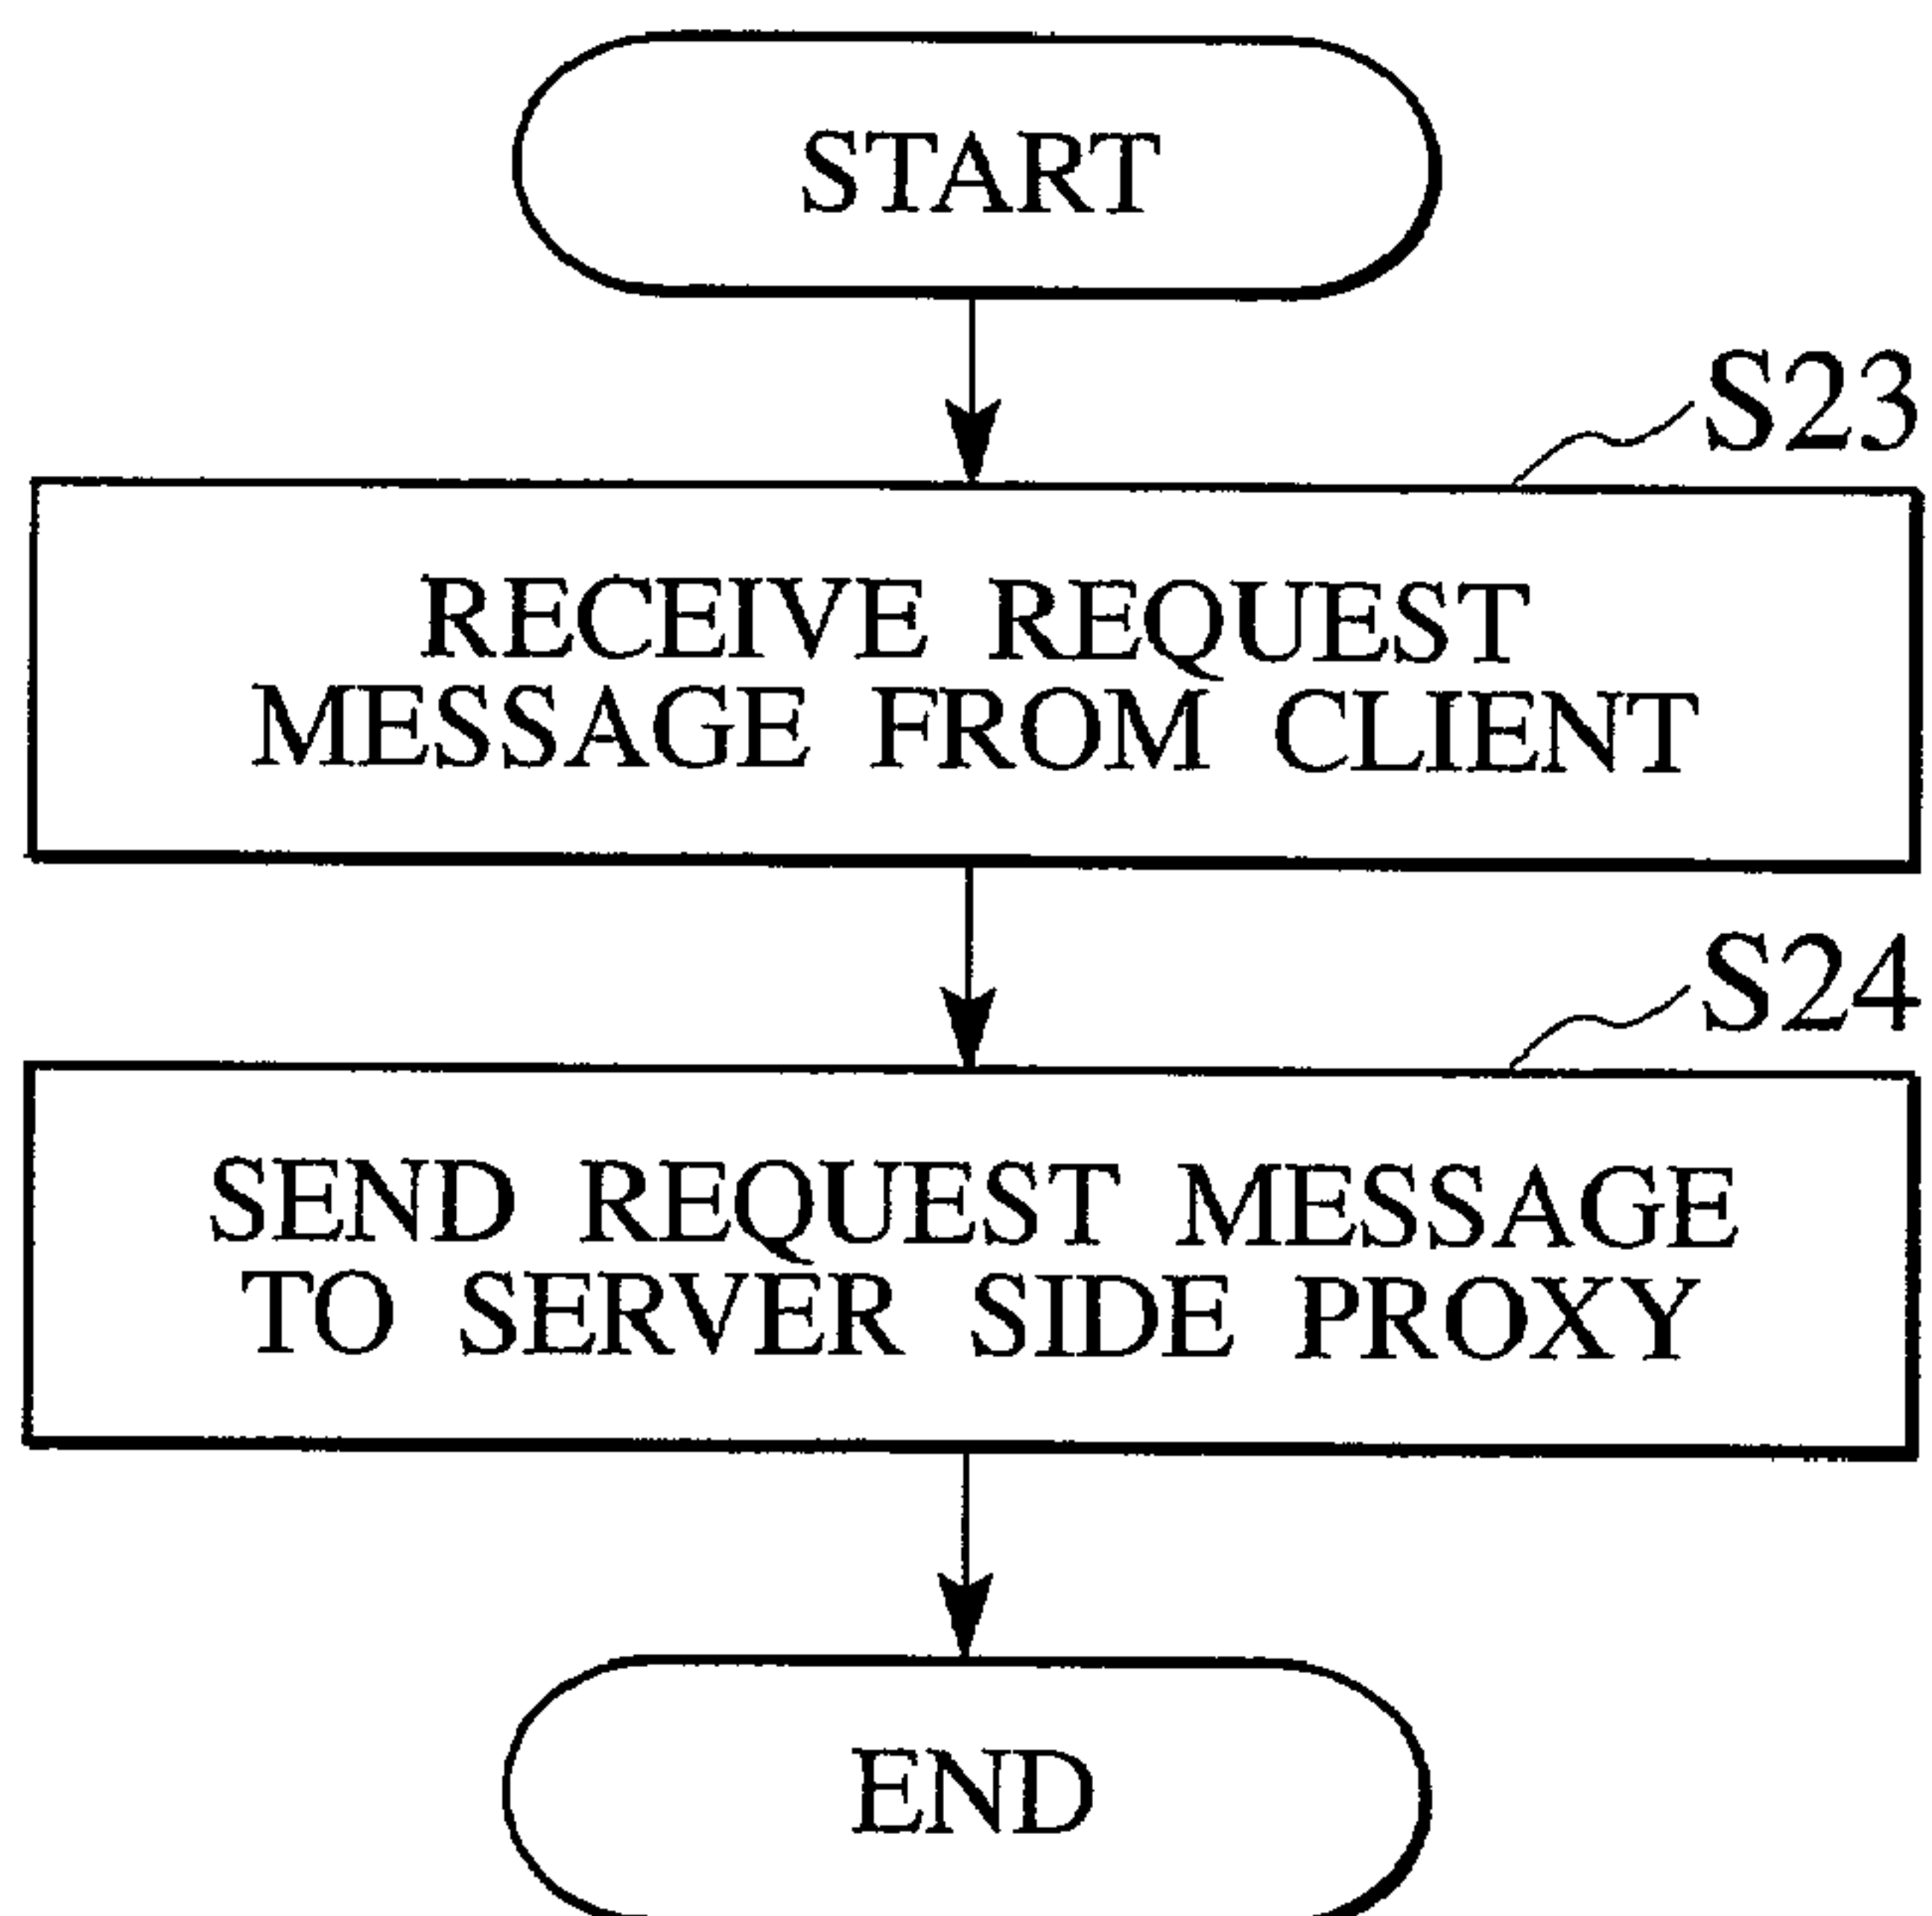 START
S23
RECEIVE REQUEST
MESSAGE FROM CLIENT
S24
SEND REQUEST MESSAGE
TO SERVER SIDE PROXY
END